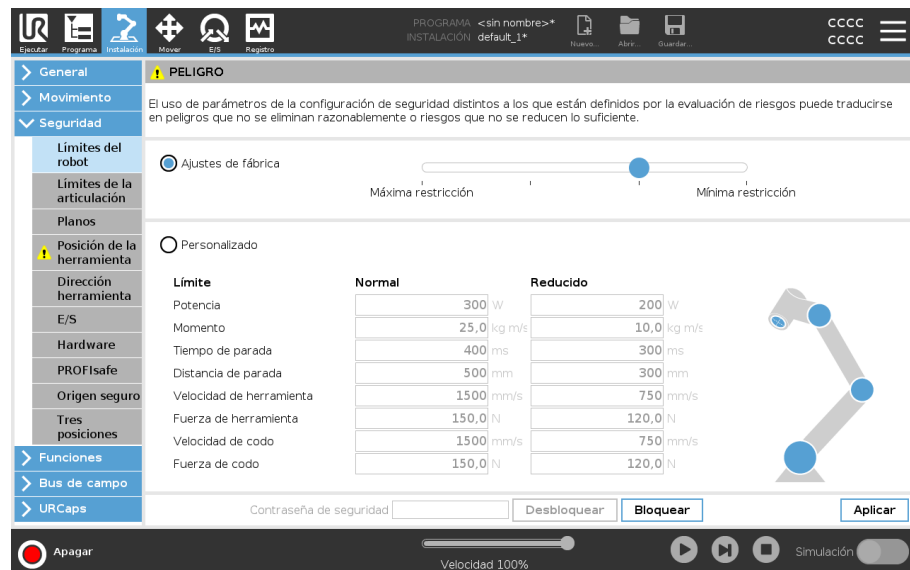 UR
PROGRAMA <sin nombre>*
INSTALACIÓN default_1*
CCCC
CCCC
Ejecutar Programa Instalación Mover E/S Registro Nuevo... Abrir... Guardar...
General
Movimiento
Seguridad
Límites del
robot
Límites de la
articulación
Planos
Posición de la
herramienta
Dirección
herramienta
E/S
Hardware
PROFIsafe
Origen seguro
Tres
posiciones
Funciones
Bus de campo
URCaps
PELIGRO
El uso de parámetros de la configuración de seguridad distintos a los que están definidos por la evaluación de riesgos puede traducirse
en peligros que no se eliminan razonablemente o riesgos que no se reducen lo suficiente.
Ajustes de fábrica
Máxima restricción Mínima restricción
Personalizado
Límite Normal Reducido
Potencia 300 W 200 W
Momento 25,0 kg m/s 10,0 kg m/s
Tiempo de parada 400 ms 300 ms
Distancia de parada 500 mm 300 mm
Velocidad de herramienta 1500 mm/s 750 mm/s
Fuerza de herramienta 150,0 N 120,0 N
Velocidad de codo 1500 mm/s 750 mm/s
Fuerza de codo 150,0 N 120,0 N
Contraseña de seguridad Desbloquear Bloquear Aplicar
Apagar
Velocidad 100%
Simulación